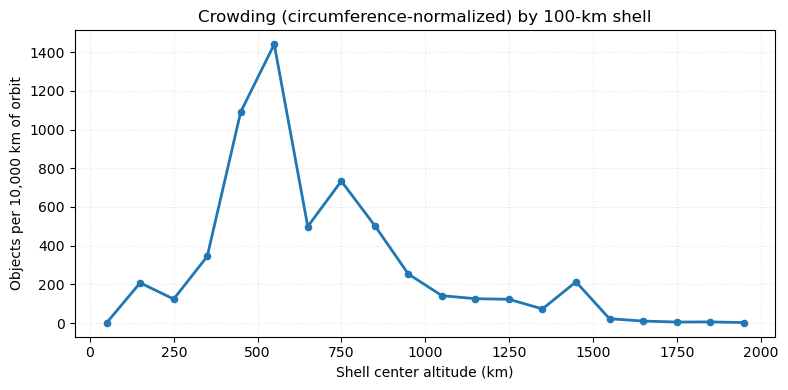 Crowding (circumference-normalized) by 100-km shell
Objects per 10,000 km of orbit
1400
1200
1000
800
600
400
200
0
0 250 500 750 1000 1250 1500 1750 2000
Shell center altitude (km)